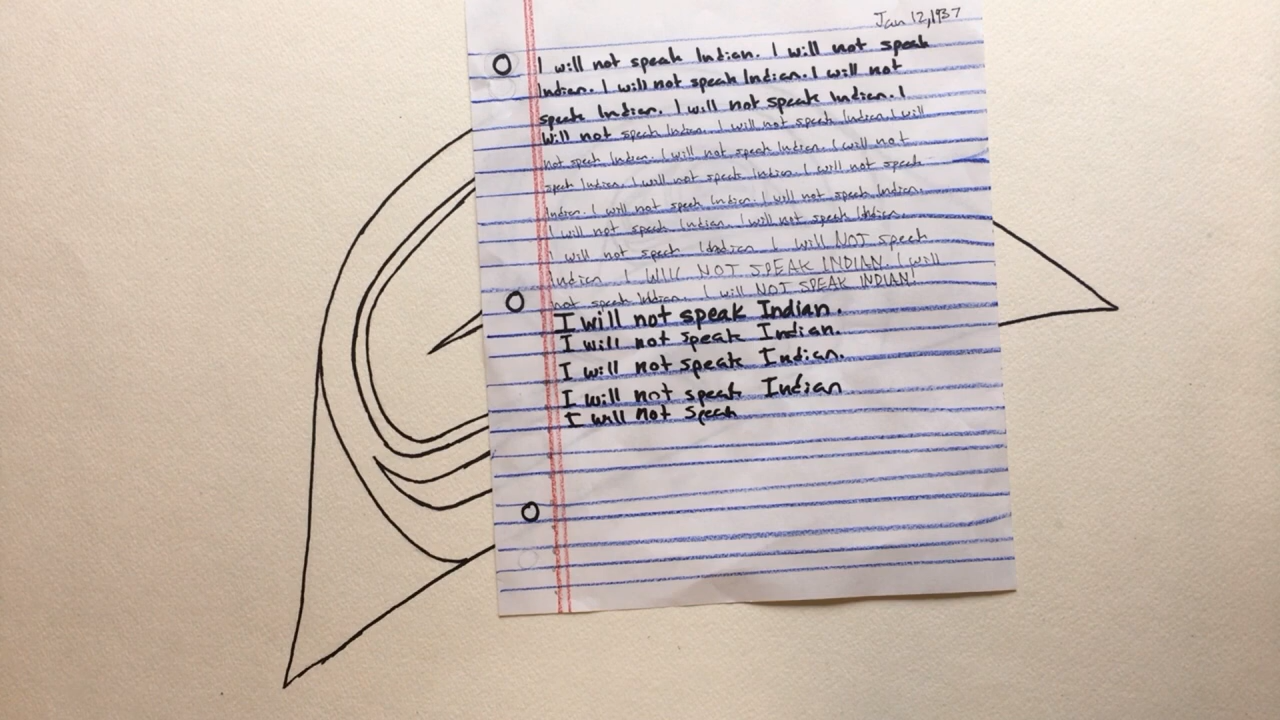 Jan 12, 1937
I will not speak Indian. I will not speak
Indian. I will not speak Indian. I will not
speak Indian. I will not speak Indian. I
will not speak Indian. I will not speak Indian. I will
not speak Indian. I will not speak Indian. I will not
speak Indian. I will not speak Indian. I will not speak
Indian. I will not speak Indian. I will not speak Indian.
I will not speak Indian. I will not speak Indian.
I will not speak Indian I will NOT speak
Indian I WIll NOT SPEAK INDIAN. I will
not speak Indian. I will NOT SPEAK INDIAN!
I will not speak Indian.
I will not speak Indian.
I will not speak Indian.
I will not speak Indian
I will not speak